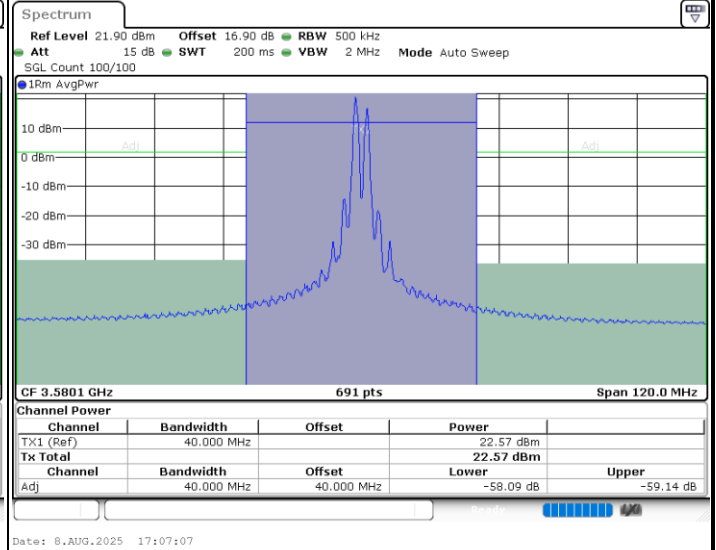 Spectrum
Ref Level 21.90 dBm Offset 16.90 dB RBW 500 kHz
Att 15 dB SWT 200 ms VBW 2 MHz Mode Auto Sweep
SGL Count 100/100
1Rm AvgPwr
10 dBm
Adj Adj
0 dBm
-10 dBm
-20 dBm
-30 dBm
CF 3.5801 GHz 691 pts Span 120.0 MHz
Channel Power
Channel Bandwidth Offset Power
TX1 (Ref) 40.000 MHz 22.57 dBm
Tx Total 22.57 dBm
Channel Bandwidth Offset Lower Upper
Adj 40.000 MHz 40.000 MHz -58.09 dB -59.14 dB
Ready
Date: 8.AUG.2025 17:07:07